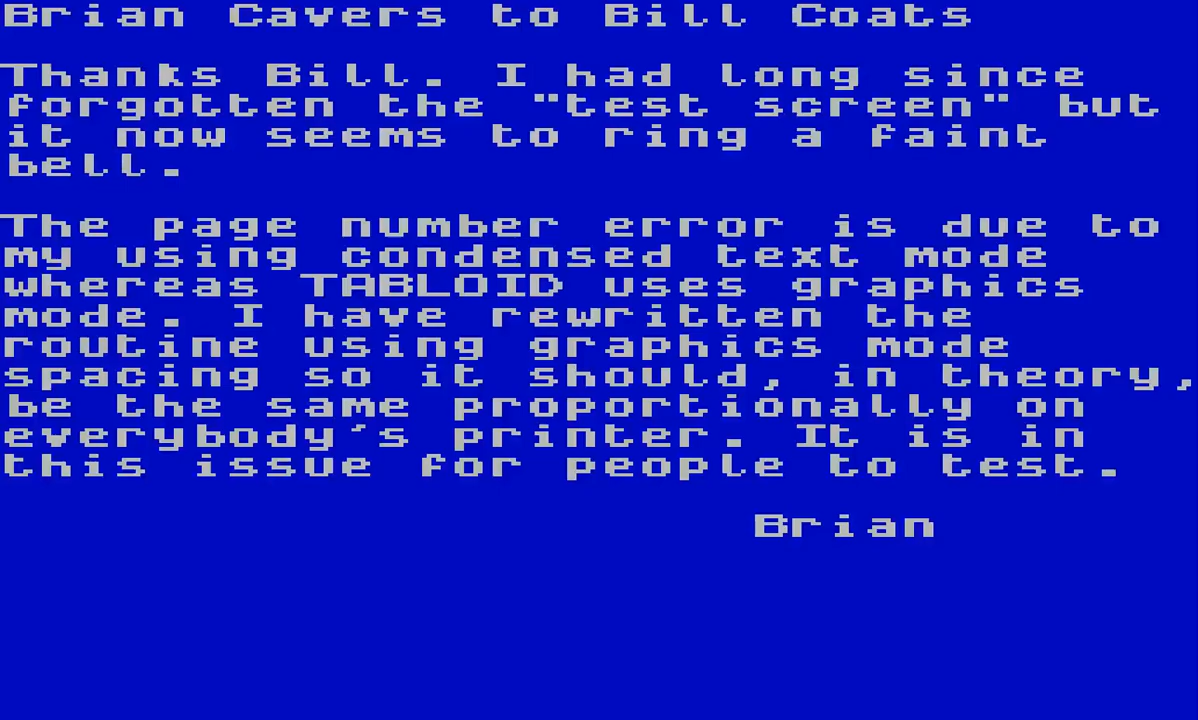 Brian Cavers to Bill Coats
Thanks Bill. I had long since
forgotten the "test screen" but
it now seems to ring a faint
bell.
The page number error is due to
my using condensed text mode
whereas TABLOID uses graphics
mode. I have rewritten the
routine using graphics mode
spacing so it should, in theory,
be the same proportionally on
everybody's printer. It is in
this issue for people to test.
Brian